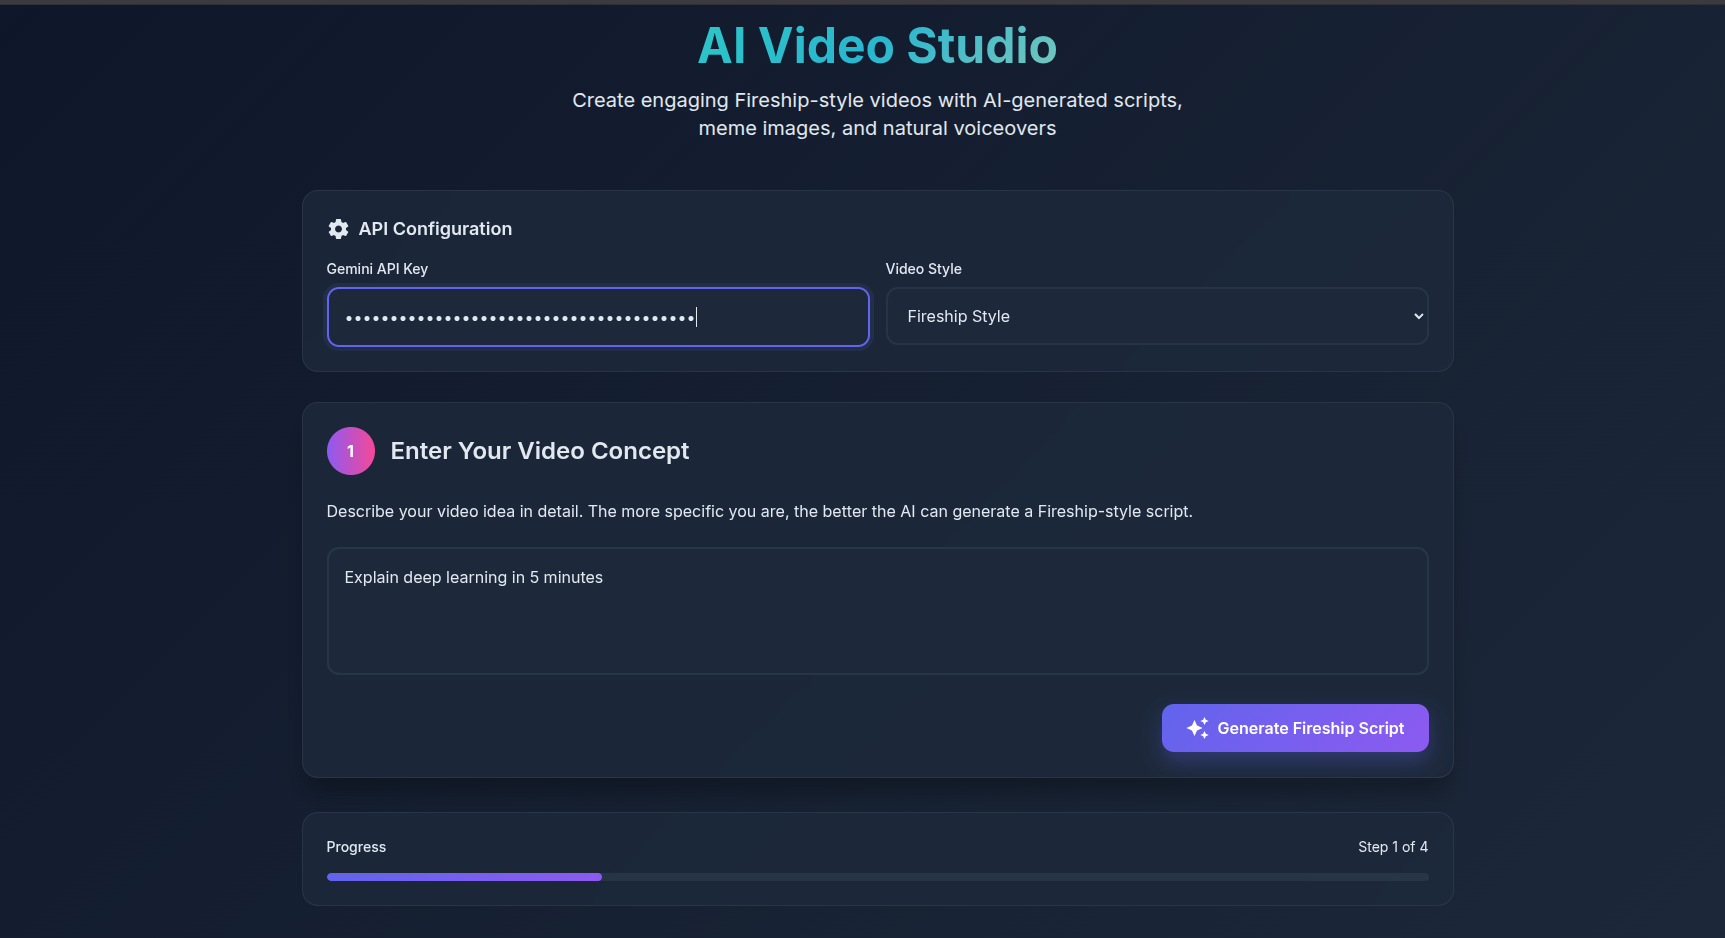 AI Video Studio
Create engaging Fireship-style videos with AI-generated scripts,
meme images, and natural voiceovers
API Configuration
Gemini API Key
Video Style
•••••••••••••••••••••••••••••••••••••••
Fireship Style
1
Enter Your Video Concept
Describe your video idea in detail. The more specific you are, the better the AI can generate a Fireship-style script.
Explain deep learning in 5 minutes
Generate Fireship Script
Progress
Step 1 of 4